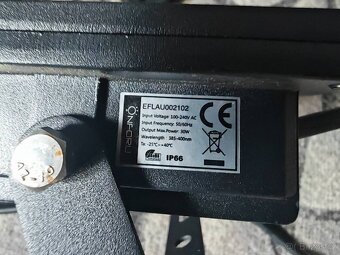 ONFORU
EFLAU002102
Input Voltage: 100-240V AC
Input Frequency: 50/60Hz
Output Max.Power: 30W
Wavelength: 385-400nm
Ta: -25°C~+40°C
IP66
CE